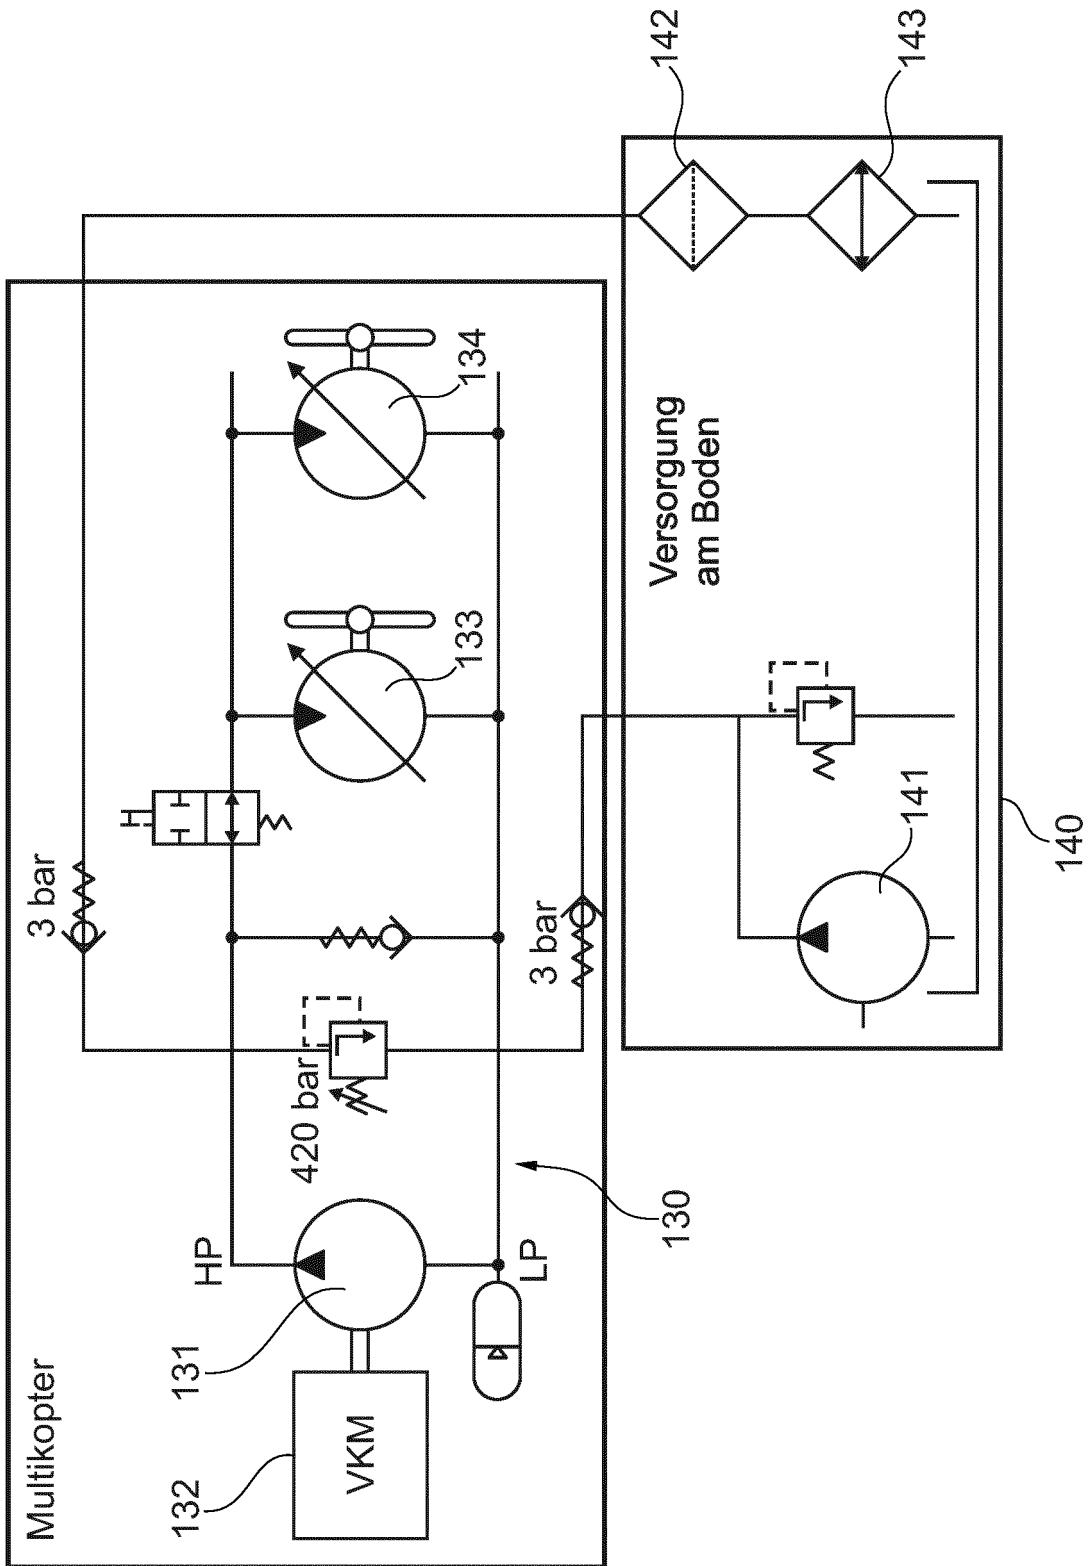 Multikopter
132
VKM
131
HP
LP
420 bar
130
3 bar
3 bar
133
134
Versorgung
am Boden
141
140
142
143